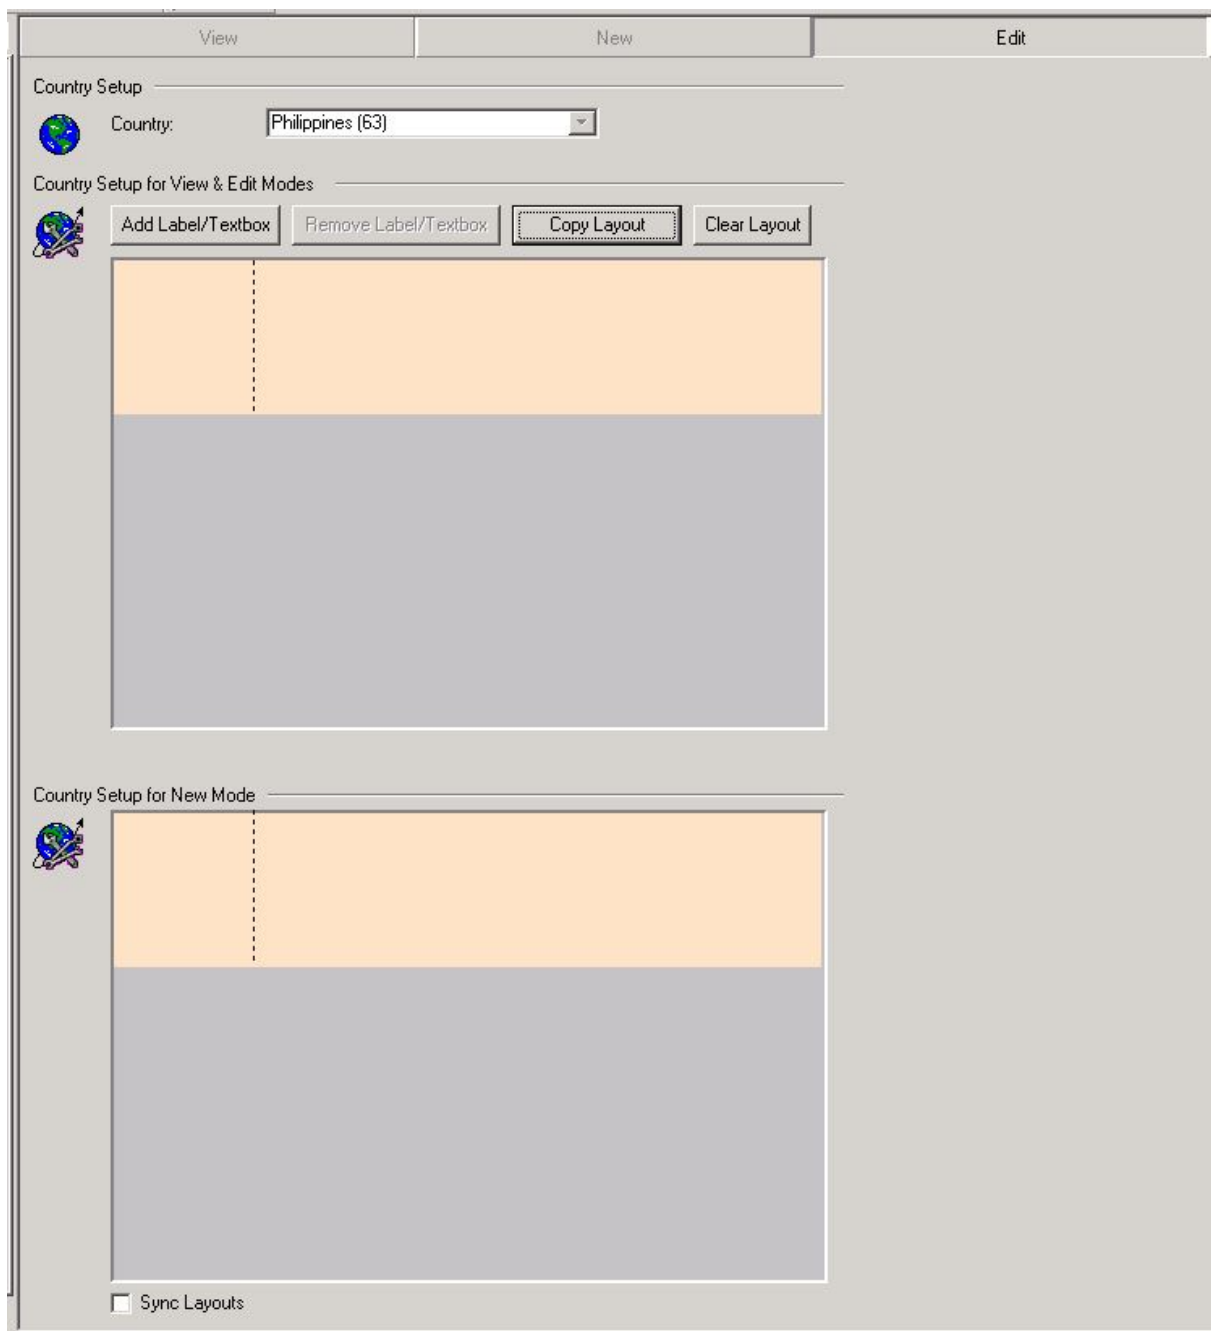 View New Edit
Country Setup
Country: Philippines (63)
Country Setup for View & Edit Modes
Add Label/Textbox Remove Label/Textbox Copy Layout Clear Layout
Country Setup for New Mode
Sync Layouts